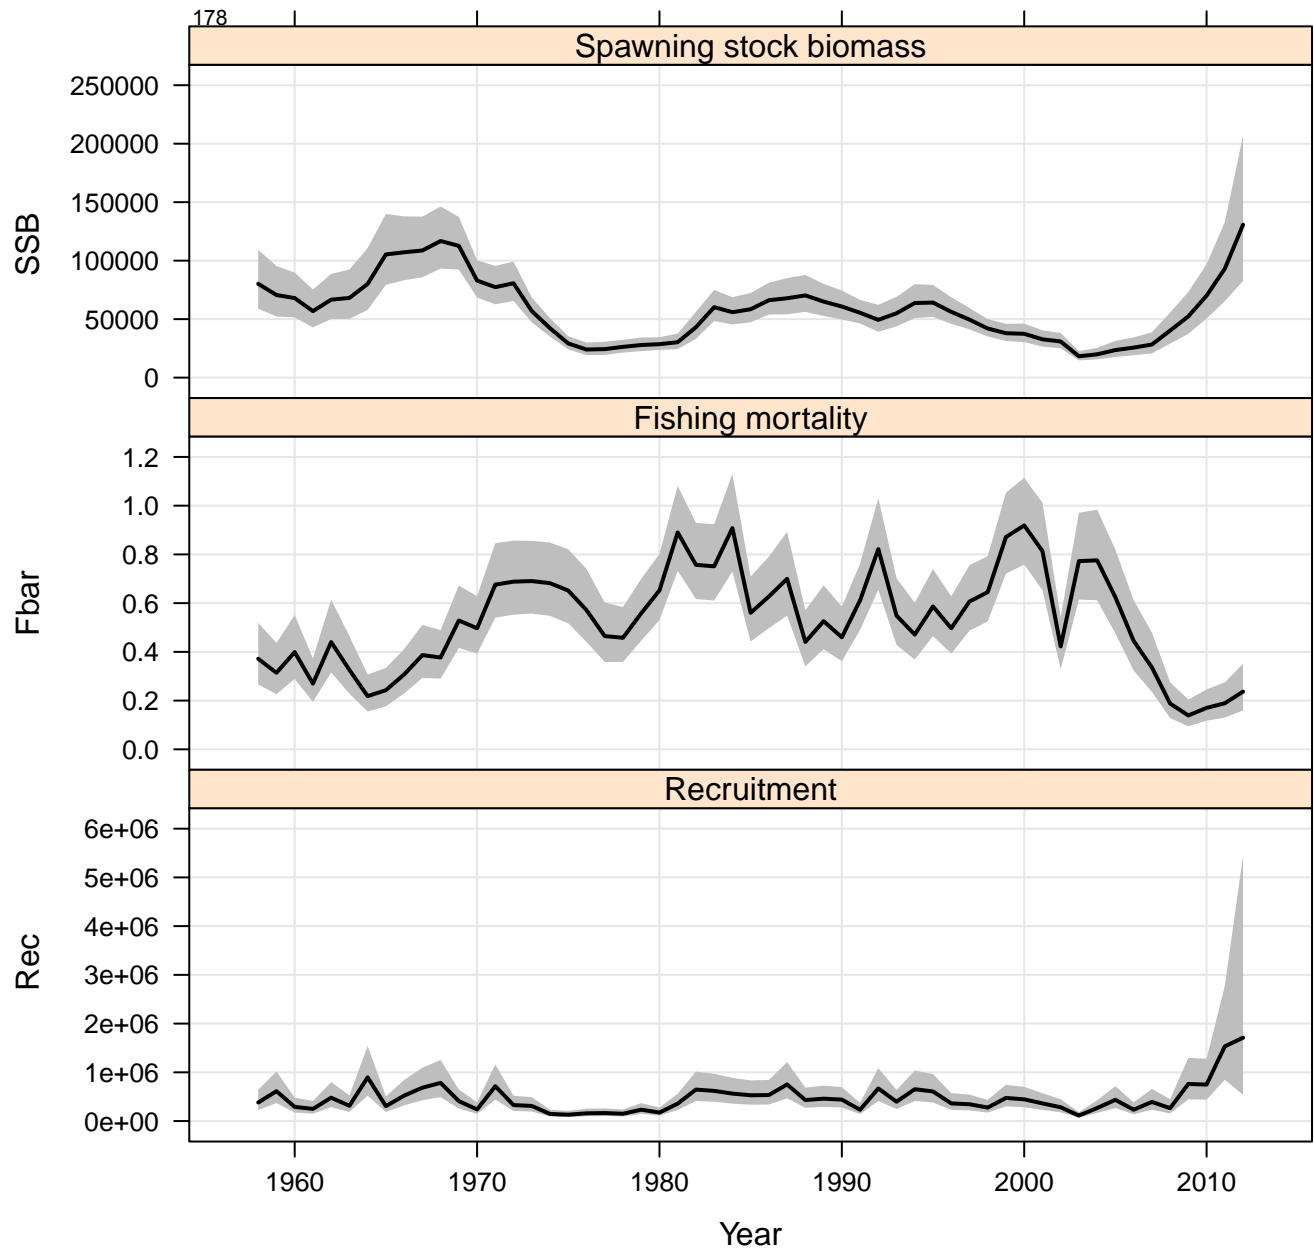 178
Spawning stock biomass
SSB
250000
200000
150000
100000
50000
0
Fishing mortality
Fbar
1.2
1.0
0.8
0.6
0.4
0.2
0.0
Recruitment
Rec
6e+06
5e+06
4e+06
3e+06
2e+06
1e+06
0e+00
1960 1970 1980 1990 2000 2010
Year